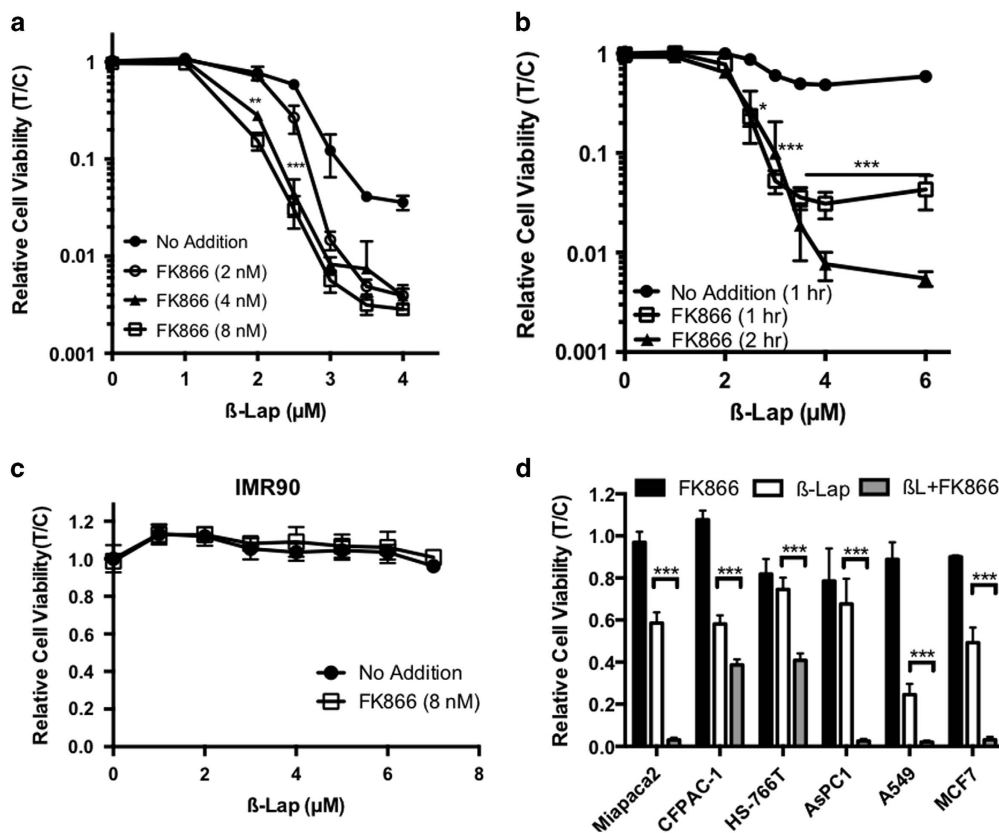 a
Relative Cell Viability (T/C)
1
0.1
0.01
0.001
**
***
No Addition
FK866 (2 nM)
FK866 (4 nM)
FK866 (8 nM)
0 1 2 3 4
ß-Lap (µM)
b
Relative Cell Viability (T/C)
1
0.1
0.01
0.001
*
***
***
No Addition (1 hr)
FK866 (1 hr)
FK866 (2 hr)
0 2 4 6
ß-Lap (µM)
c
IMR90
Relative Cell Viability(T/C)
1.2
1.0
0.8
0.6
0.4
0.2
0.0
No Addition
FK866 (8 nM)
0 2 4 6 8
ß-Lap (µM)
d
FK866 ß-Lap ßL+FK866
Relative Cell Viability (T/C)
1.2
1.0
0.8
0.6
0.4
0.2
0.0
*** *** *** *** *** ***
Miapaca2 CFPAC-1 HS-766T AsPC1 A549 MCF7